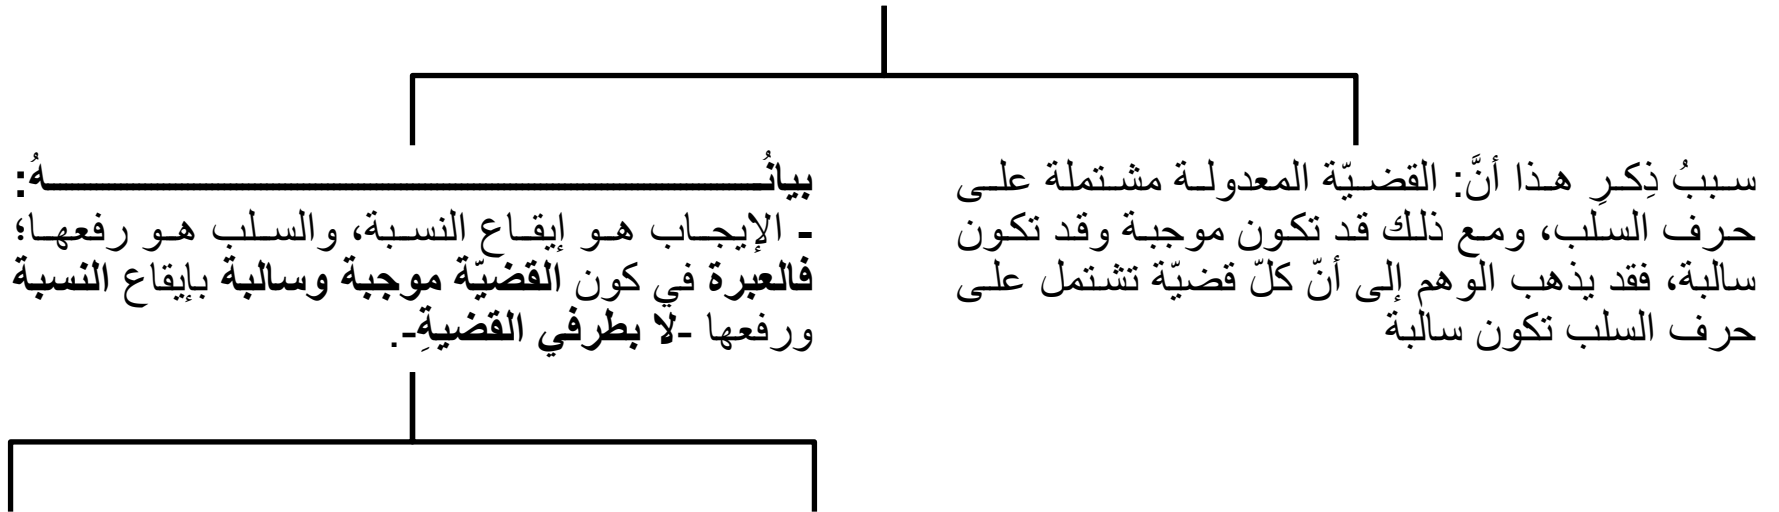 سببُ ذِكرِ هذا أنَّ: القضيّة المعدولة مشتملة على
حرف السلب، ومع ذلك قد تكون موجبة وقد تكون
سالبة، فقد يذهب الوهم إلى أنّ كلّ قضيّة تشتمل على
حرف السلب تكون سالبة
بيانُه:
- الإيجاب هو إيقاع النسبة، والسلب هو رفعها؛
فالعبرة في كون القضيّة موجبة وسالبة بإيقاع النسبة
ورفعها -لا بطرفي القضيةِ-.